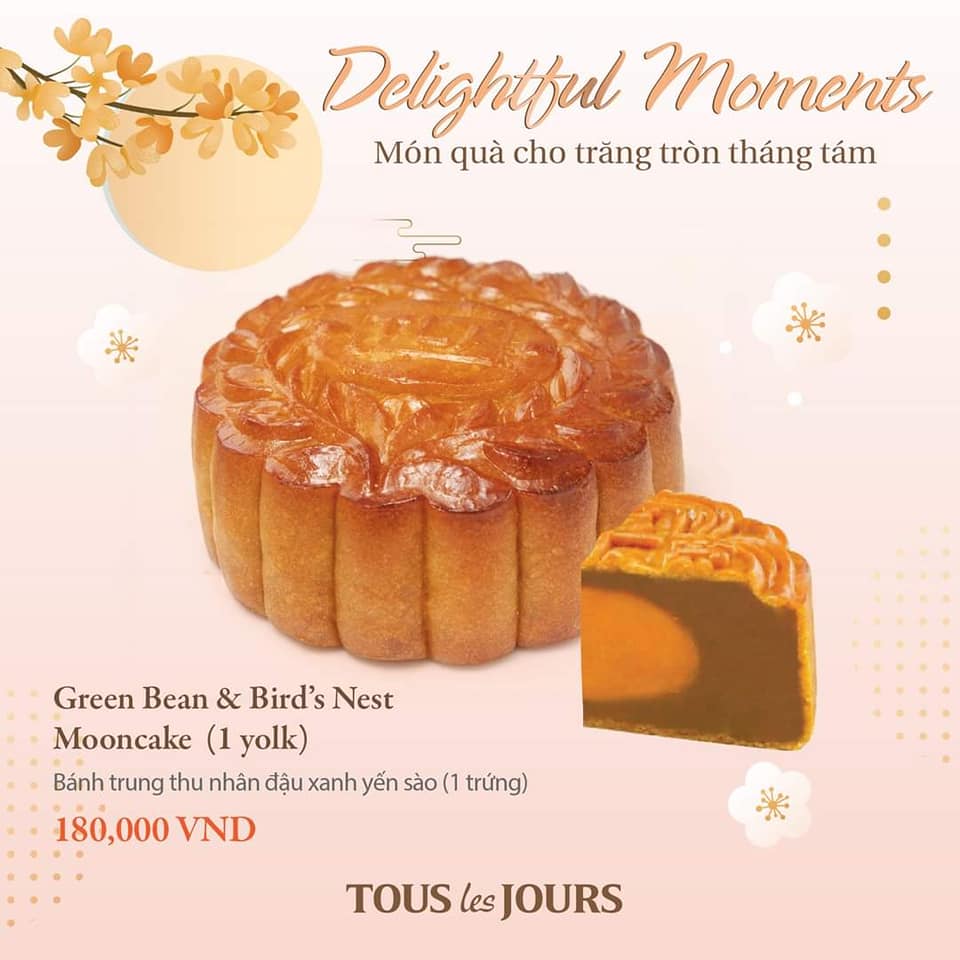 Delightful Moments
Món quà cho trăng tròn tháng tám
Green Bean & Bird’s Nest
Mooncake (1 yolk)
Bánh trung thu nhân đậu xanh yến sào (1 trứng)
180,000 VND
TOUS les JOURS